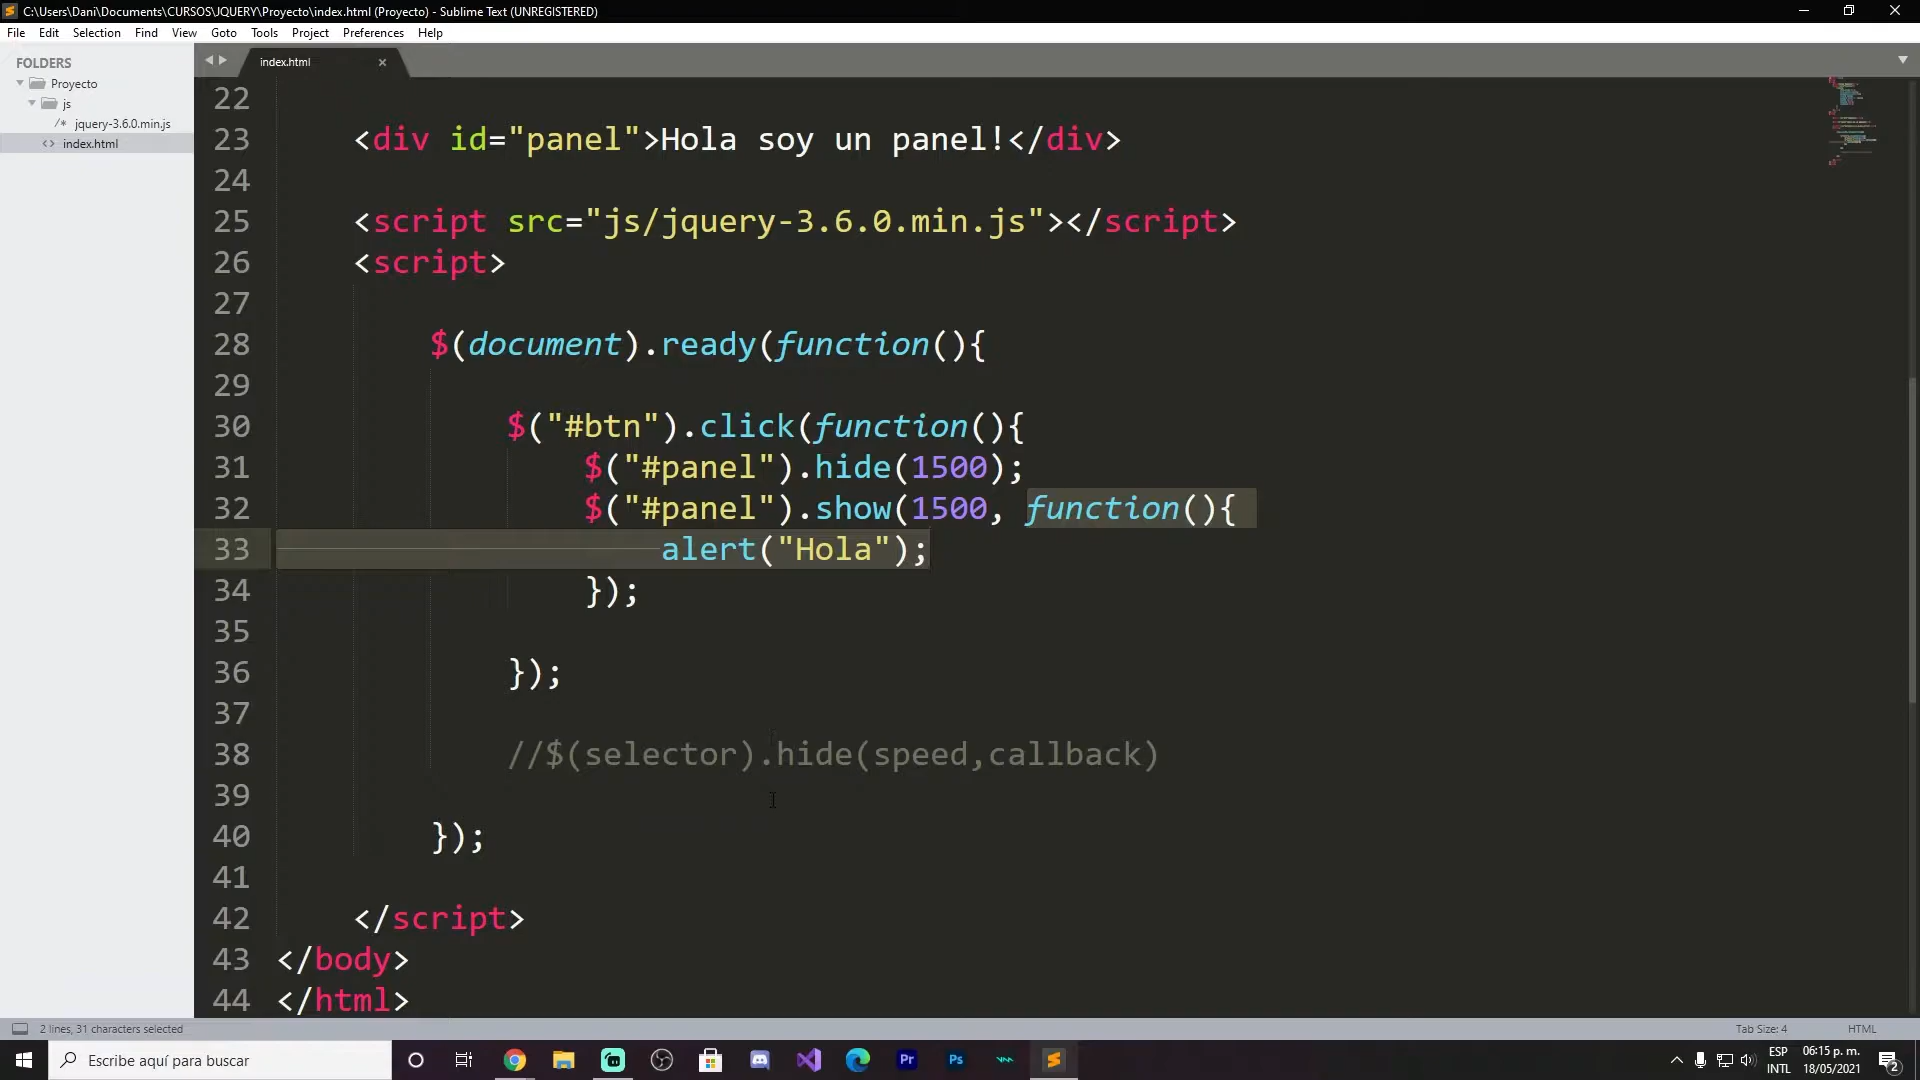 C:\Users\Dani\Documents\CURSOS\JQUERY\Proyecto\index.html (Proyecto) - Sublime Text (UNREGISTERED)
File Edit Selection Find View Goto Tools Project Preferences Help
FOLDERS
Proyecto
js
/* jquery-3.6.0.min.js
<> index.html
index.html
22
23 <div id="panel">Hola soy un panel!</div>
24
25 <script src="js/jquery-3.6.0.min.js"></script>
26 <script>
27
28 $(document).ready(function(){
29
30 $("#btn").click(function(){
31 $("#panel").hide(1500);
32 $("#panel").show(1500, function(){
33 alert("Hola");
34 });
35
36 });
37
38 //$(selector).hide(speed,callback)
39
40 });
41
42 </script>
43 </body>
44 </html>
2 lines, 31 characters selected
Tab Size: 4
HTML
Escribe aquí para buscar
Pr
Ps
ESP
INTL
06:15 p. m.
18/05/2021
2